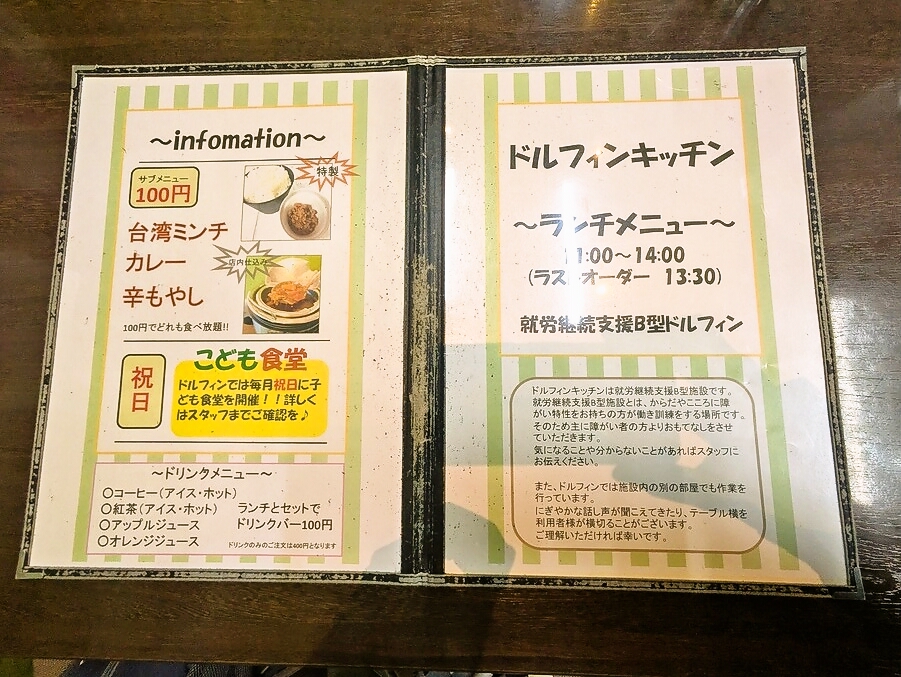 ～infomation～
サブメニュー
100円
特製
台湾ミンチ
カレー
店内仕込み
辛もやし
100円でどれも食べ放題!!
祝日
こども食堂
ドルフィンでは毎月祝日に子
ども食堂を開催！！詳しく
はスタッフまでご確認を♪
～ドリンクメニュー～
〇コーヒー（アイス・ホット）
〇紅茶（アイス・ホット）
〇アップルジュース
〇オレンジジュース
ランチとセットで
ドリンクバー100円
ドリンクのみのご注文は400円となります
ドルフィンキッチン
～ランチメニュー～
11:00～14:00
（ラストオーダー 13:30）
就労継続支援B型ドルフィン
ドルフィンキッチンは就労継続支援B型施設です。
就労継続支援B型施設とは、からだやこころに障
がい特性をお持ちの方が働き訓練をする場所です。
そのため主に障がい者の方よりおもてなしをさせ
ていただきます。
気になることや分からないことがあればスタッフに
お伝えください。
また、ドルフィンでは施設内の別の部屋でも作業を
行っています。
にぎやかな話し声が聞こえてきたり、テーブル横を
利用者様が横切ることがございます。
ご理解いただければ幸いです。